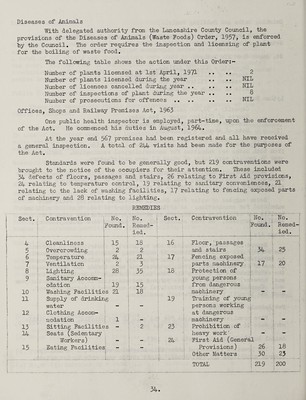 Diseases of Animals
With delegated authority from the Lancashire County Council, the
provisions of the Diseases of Animals (Waste Foods) Order, 1957, is enforced
by the Council. The order requires the inspection and licensing of plant
for the boiling of waste food.
The following table shows the action under this Order:-
Number of plants licensed at 1st April, 1971 .. .. 2
Number of plants licensed during the year .. .. NIL
Number of licences cancelled during year .. .. NIL
Number of inspections of plant during the year .. 8
Number of prosecutions for offences .. .. .. NIL
Offices, Shops and Railway Premises Act, 1963
One public health inspector is employed, part-time, upon the enforcement
of the Act. He commenced his duties in August, 1964.
At the year end 567 premises had been registered and all have received
a general inspection. A total of 244 visits had been made for the purposes of
the Act.
Standards were found to be generally good, but 219 contraventions were
brought to the notice of the occupiers for their attention. These included
34 defects of floors, passages and stairs, 26 relating to First Aid provisions,
24 relating to temperature control, 19 relating to sanitary conveniences, 21
relating to the lack of washing facilities, 17 relating to fencing exposed parts
of machinery and 28 relating to lighting.
REMEDIES
Sect. Contravention No. Found. No. Remedied. Sect. Contravention No. Found. No. Remedied.
4 Cleanliness 15 18 16 Floor, passages
5 Overcrowding 2 2 and stairs 34 25
6 Temperature 24 21 17 Fencing exposed
7 Ventilation 2 3 parts machinery 17 20
8 Lighting 28 35 18 Protection of
9 Sanitary Accommodation 19 15 young persons from dangerous
10 Washing Facilities 21 18 machinery - -
11 Supply of drinking water - - 19 Training of young persons working
12 Clothing Accomodation 1 - at dangerous machinery - -
13 Sitting Facilities - 2 23 Prohibition of
14 Seats (Sedentary Workers) - - heavy work - -
24 First Aid (General Provisions) 26 18
15 Eating Facilities - - Other Matters 30 23
TOTAL 219 200
34.